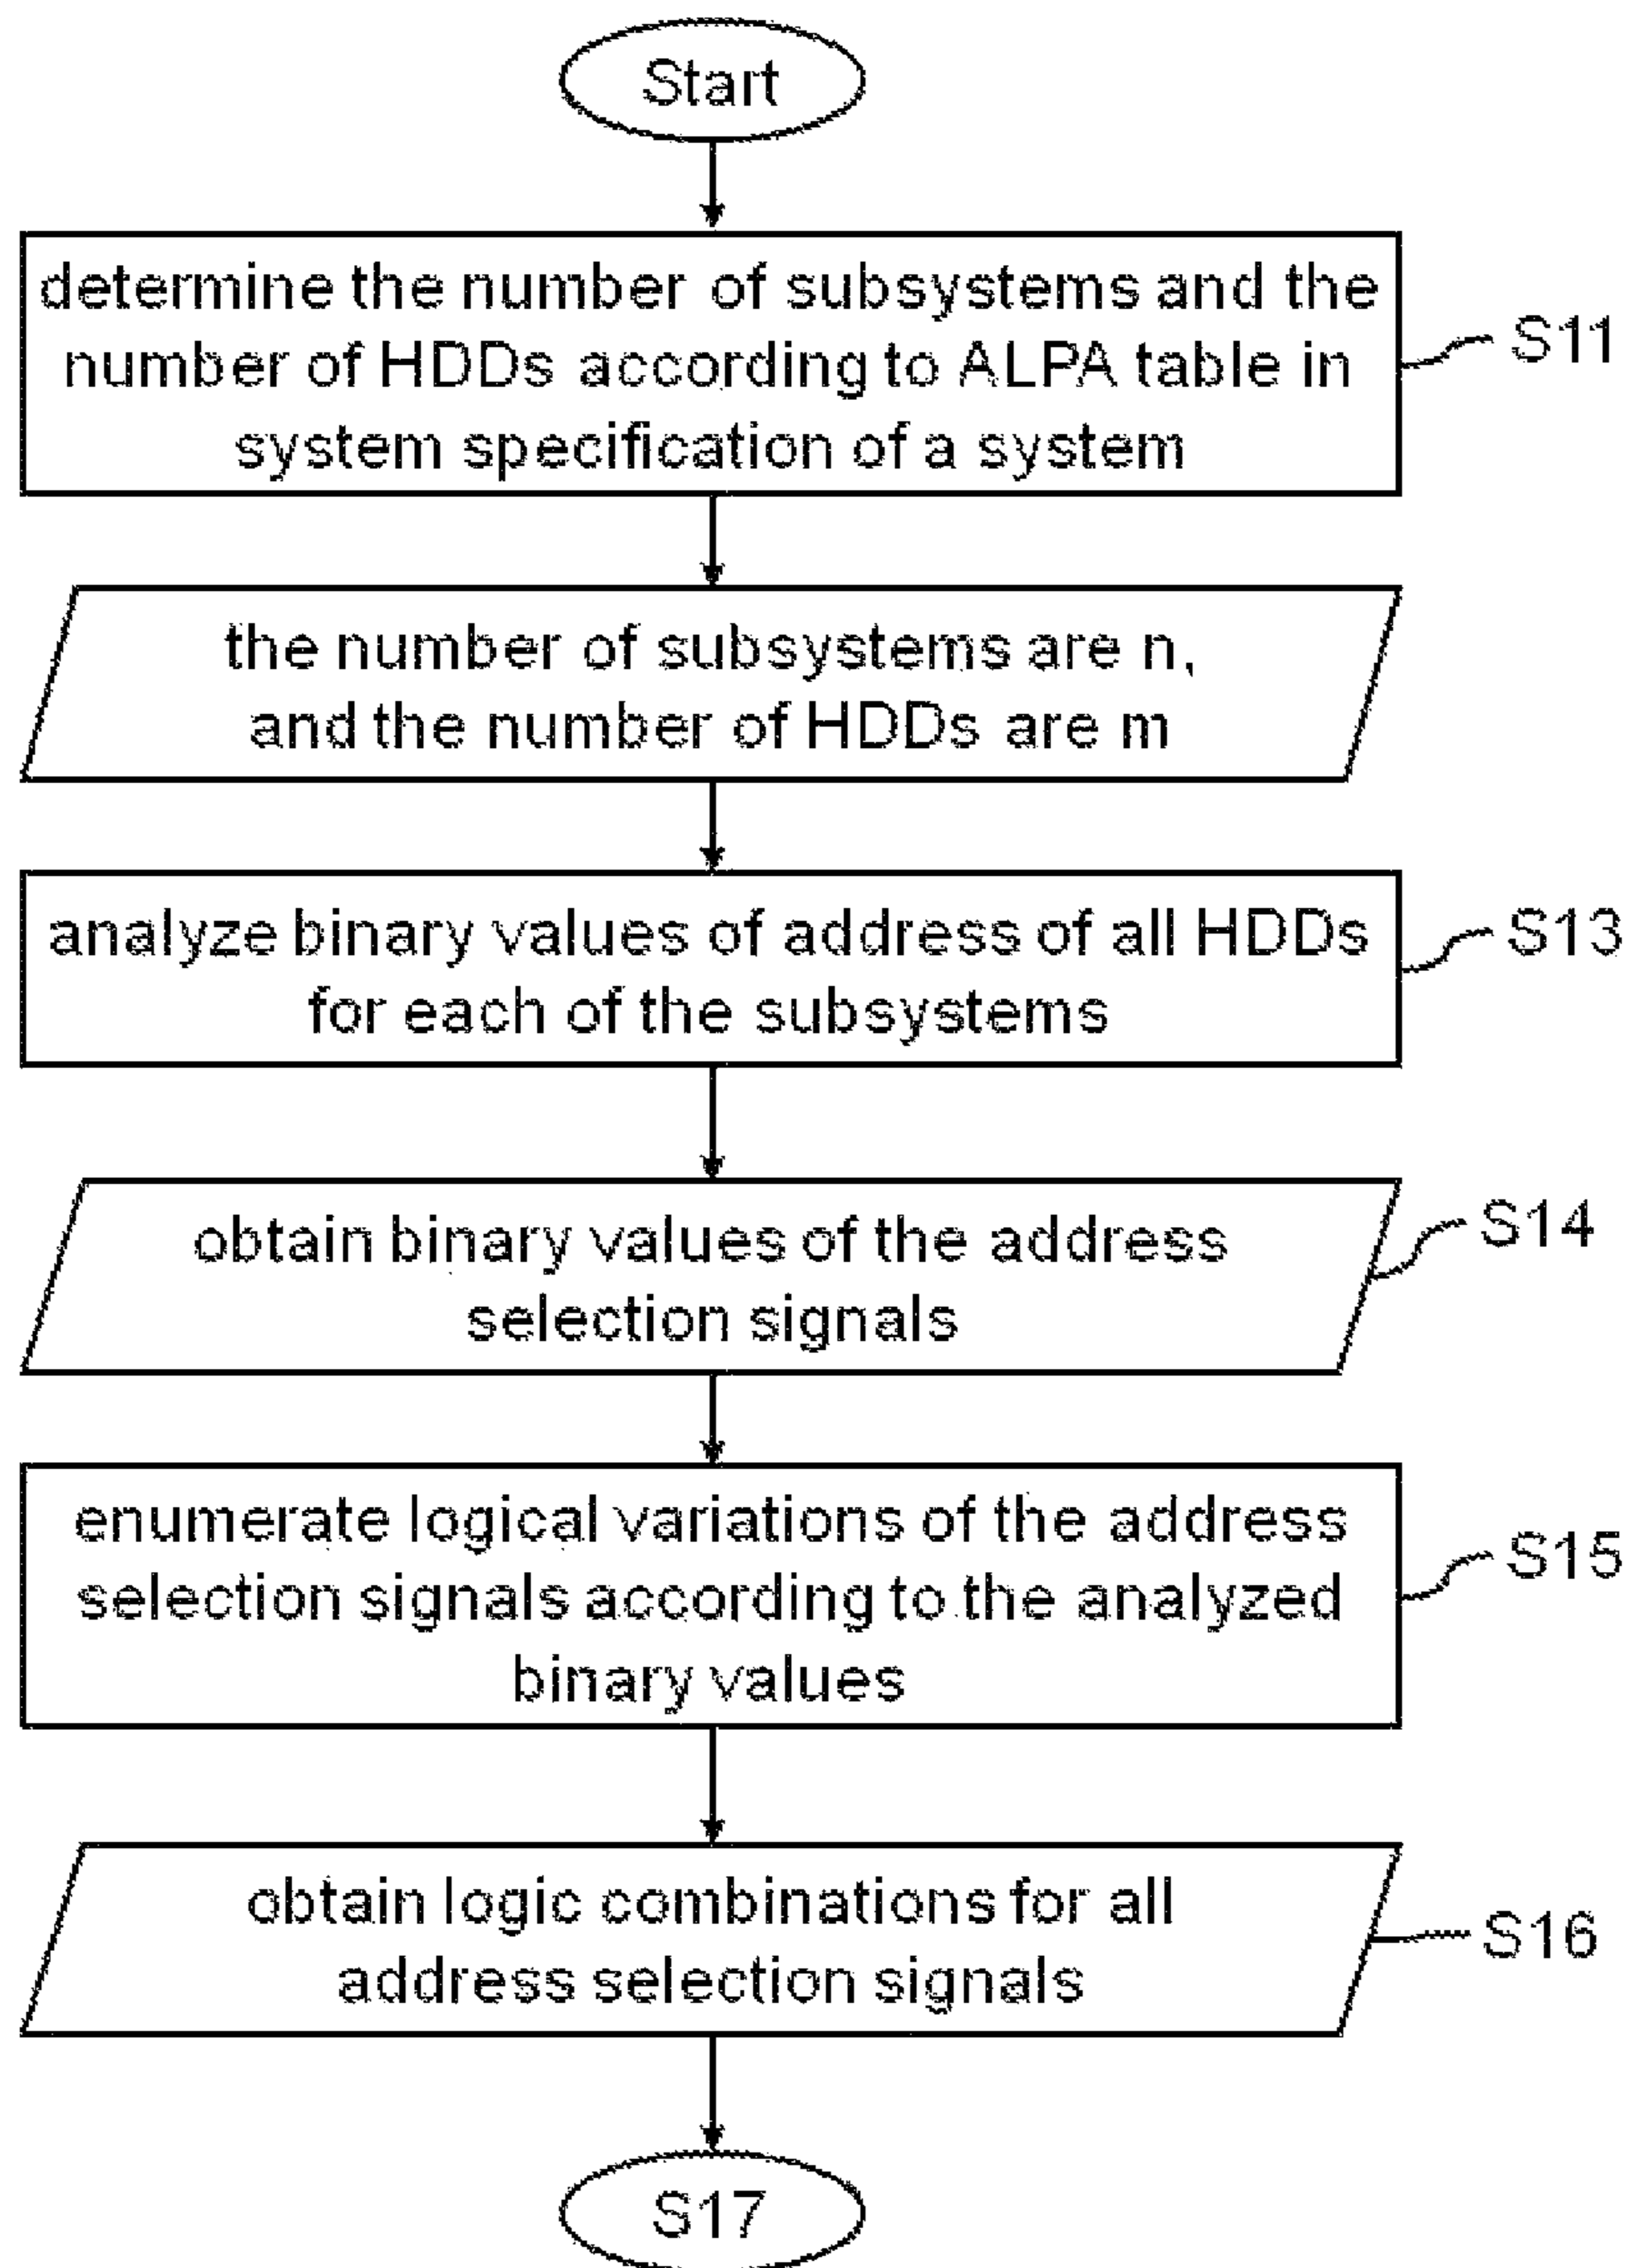 Start
determine the number of subsystems and the
number of HDDs according to ALPA table in
system specification of a system
S11
the number of subsystems are n,
and the number of HDDs are m
analyze binary values of address of all HDDs
for each of the subsystems
S13
obtain binary values of the address
selection signals
S14
enumerate logical variations of the address
selection signals according to the analyzed
binary values
S15
obtain logic combinations for all
address selection signals
S16
S17